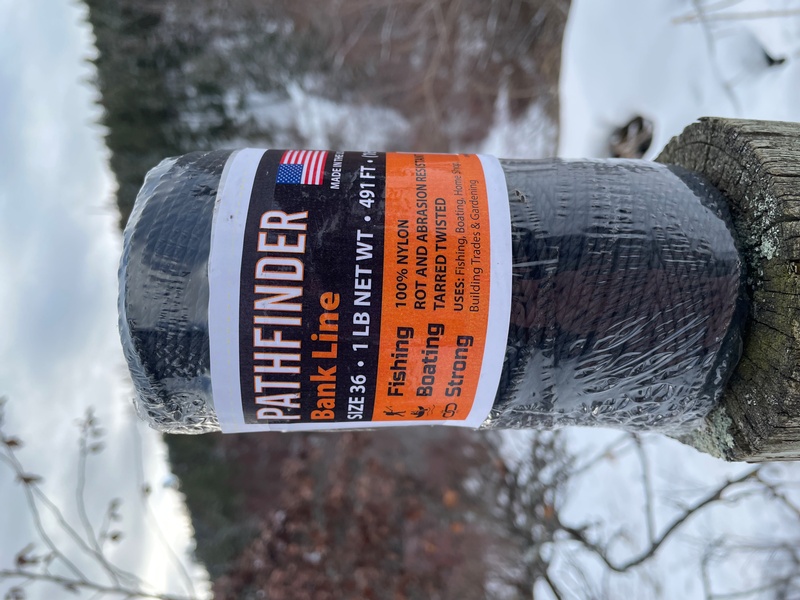 MADE IN THE
PATHFINDER
Bank Line
SIZE 36 • 1 LB NET WT • 491 FT •
Fishing
Boating
Strong
100% NYLON
ROT AND ABRASION RESISTANT
TARRED TWISTED
USES: Fishing, Boating, Home
Building Trades & Gardening